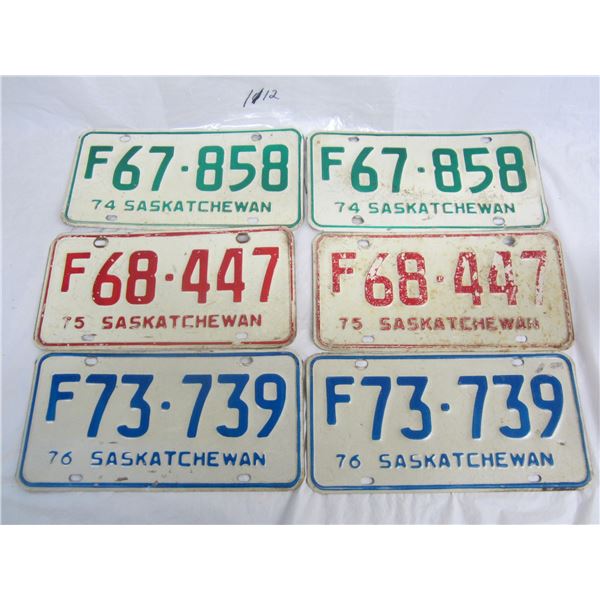 F67·858 F67·858
74 SASKATCHEWAN 74 SASKATCHEWAN
F68·447 F68·447
75 SASKATCHEWAN 75 SASKATCHEWAN
F73·739 F73·739
76 SASKATCHEWAN 76 SASKATCHEWAN